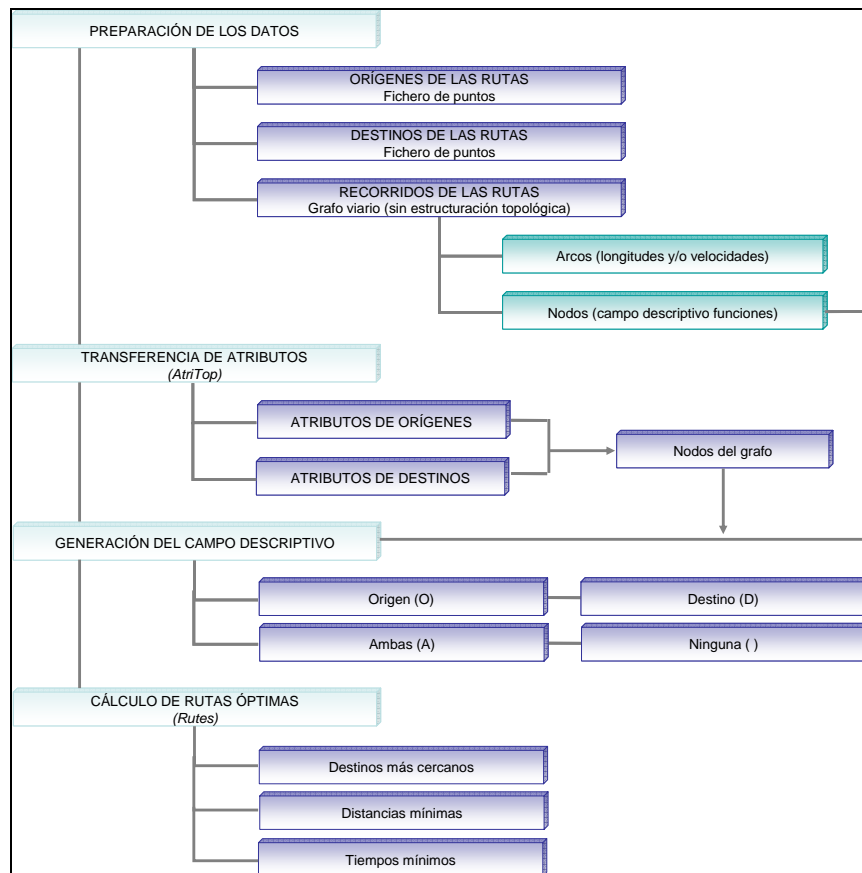 PREPARACIÓN DE LOS DATOS
ORÍGENES DE LAS RUTAS
Fichero de puntos
DESTINOS DE LAS RUTAS
Fichero de puntos
RECORRIDOS DE LAS RUTAS
Grafo viario (sin estructuración topológica)
Arcos (longitudes y/o velocidades)
Nodos (campo descriptivo funciones)
TRANSFERENCIA DE ATRIBUTOS
(AtriTop)
ATRIBUTOS DE ORÍGENES
ATRIBUTOS DE DESTINOS
Nodos del grafo
GENERACIÓN DEL CAMPO DESCRIPTIVO
Origen (O)
Destino (D)
Ambas (A)
Ninguna ( )
CÁLCULO DE RUTAS ÓPTIMAS
(Rutes)
Destinos más cercanos
Distancias mínimas
Tiempos mínimos